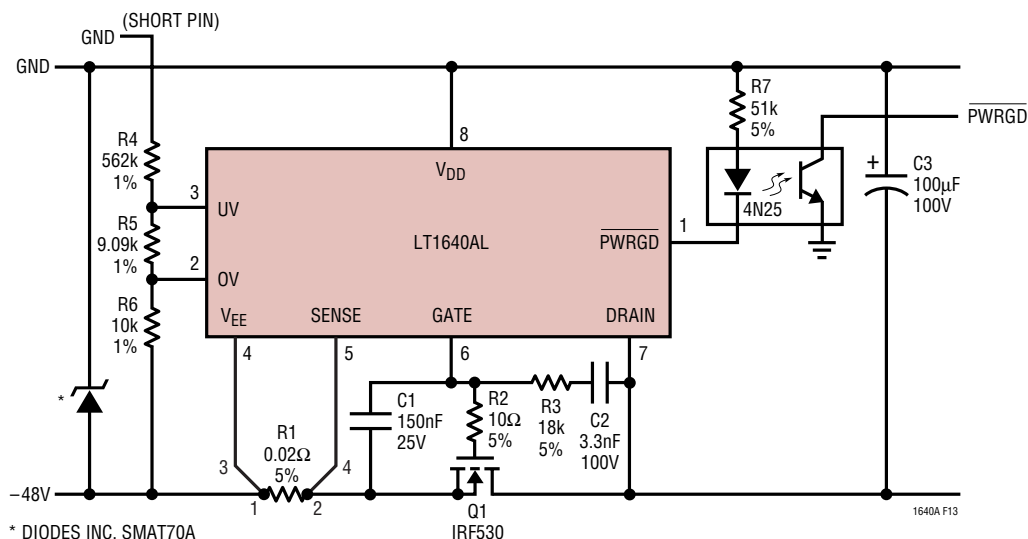 (SHORT PIN)
GND
GND
R4
562k
1%
R5
9.09k
1%
R6
10k
1%
3
UV
2
OV
8
VDD
LT1640AL
PWRGD
1
VEE
SENSE
GATE
DRAIN
4
5
6
7
R7
51k
5%
4N25
PWRGD
+
C3
100µF
100V
*
R1
0.02Ω
5%
3
4
1
2
C1
150nF
25V
R2
10Ω
5%
R3
18k
5%
C2
3.3nF
100V
–48V
Q1
IRF530
1640A F13
* DIODES INC. SMAT70A